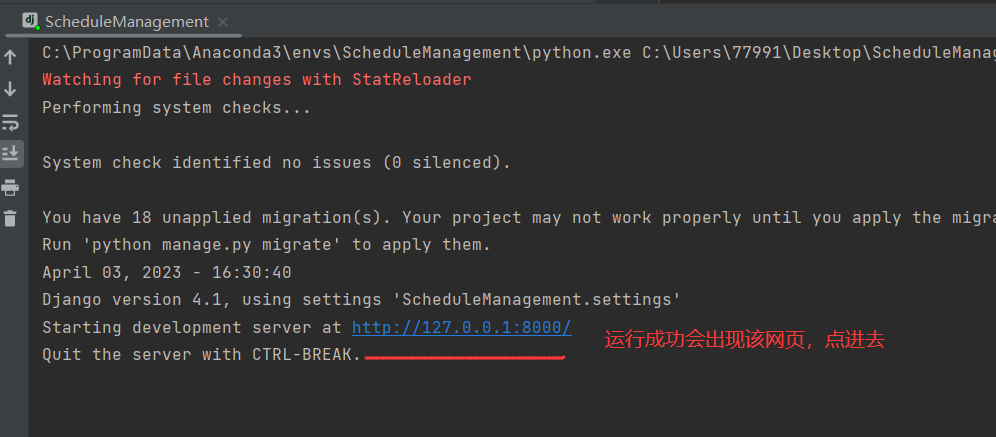 ScheduleManagement
C:\ProgramData\Anaconda3\envs\ScheduleManagement\python.exe C:\Users\77991\Desktop\ScheduleManag
Watching for file changes with StatReloader
Performing system checks...
System check identified no issues (0 silenced).
You have 18 unapplied migration(s). Your project may not work properly until you apply the migra
Run 'python manage.py migrate' to apply them.
April 03, 2023 - 16:30:40
Django version 4.1, using settings 'ScheduleManagement.settings'
Starting development server at http://127.0.0.1:8000/
运行成功会出现该网页，点进去
Quit the server with CTRL-BREAK.